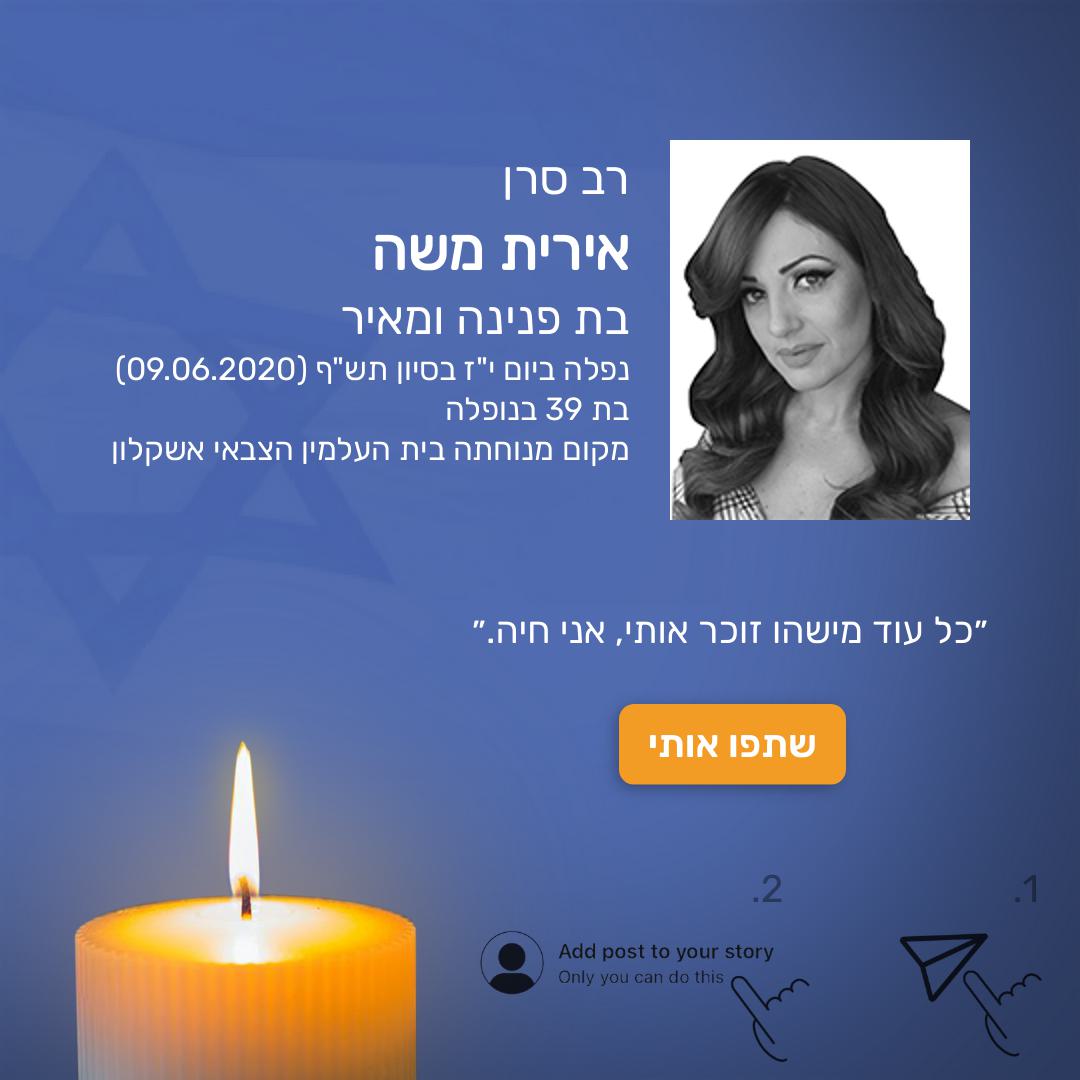 רב סרן
אירית משה
בת פנינה ומאיר
נפלה ביום י"ז בסיון תש"ף (09.06.2020)
בת 39 בנופלה
מקום מנוחתה בית העלמין הצבאי אשקלון
״כל עוד מישהו זוכר אותי, אני חיה.״
שתפו אותי
1.
2.
Add post to your story
Only you can do this